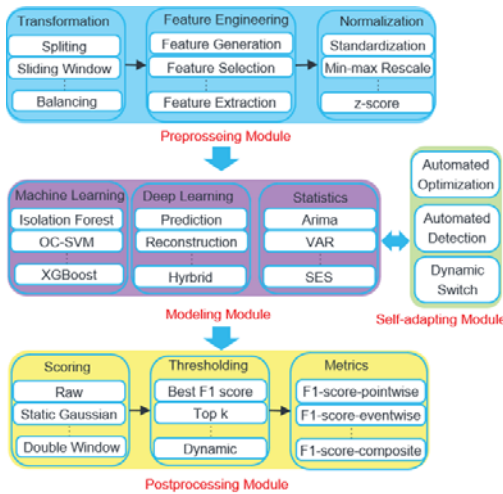 Transformation
Spliting
Sliding Window
Balancing
Feature Engineering
Feature Generation
Feature Selection
Feature Extraction
Normalization
Standardization
Min-max Rescale
z-score
Preprosseing Module
Machine Learning
Isolation Forest
OC-SVM
XGBoost
Deep Learning
Prediction
Reconstruction
Hyrbrid
Statistics
Arima
VAR
SES
Modeling Module
Automated
Optimization
Automated
Detection
Dynamic
Switch
Self-adapting Module
Scoring
Raw
Static Gaussian
Double Window
Thresholding
Best F1 score
Top k
Dynamic
Metrics
F1-score-pointwise
F1-score-eventwise
F1-score-composite
Postprocessing Module